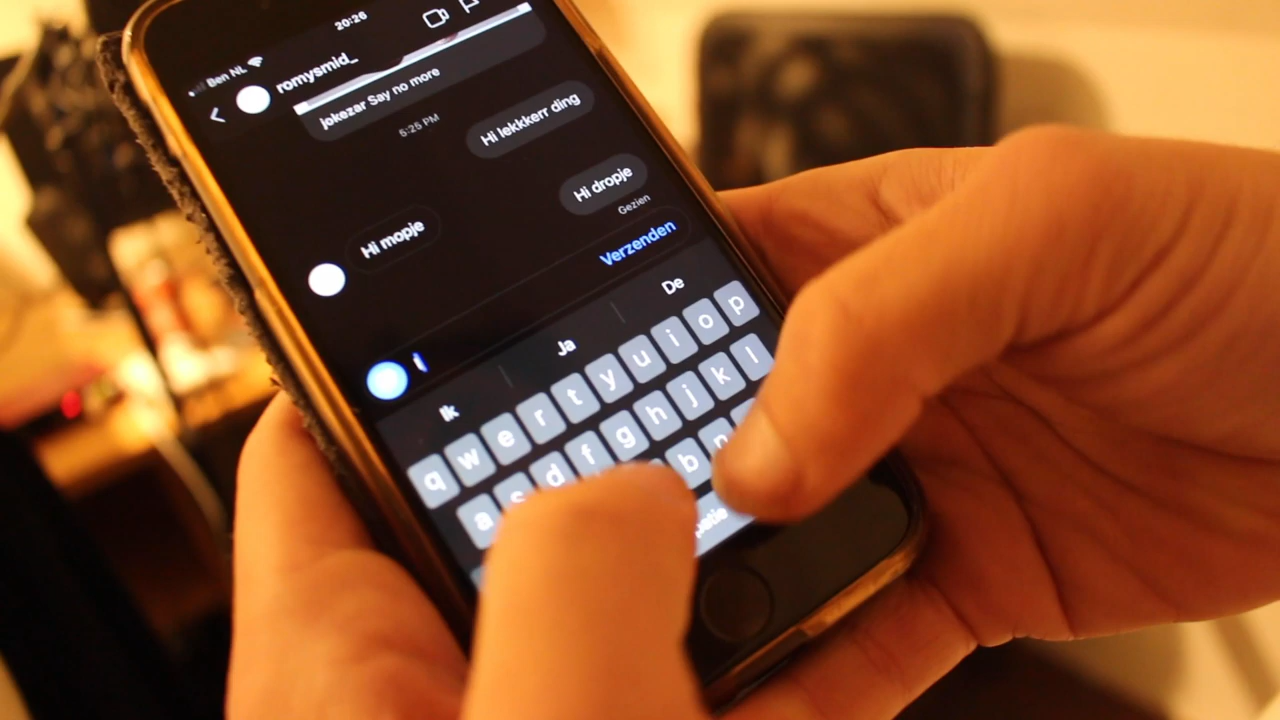 20:26
Ben NL
romysmid_
jokezar Say no more
5:25 PM
Hi lekkkerr ding
Hi dropje
Gezien
Hi mopje
Verzenden
Ik
Ja
De
q w e r t y u i o p
a s d f g h j k l
b n